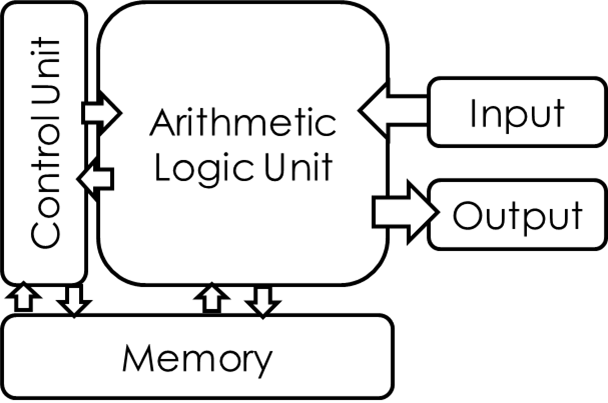 Control Unit
Arithmetic
Logic Unit
Input
Output
Memory